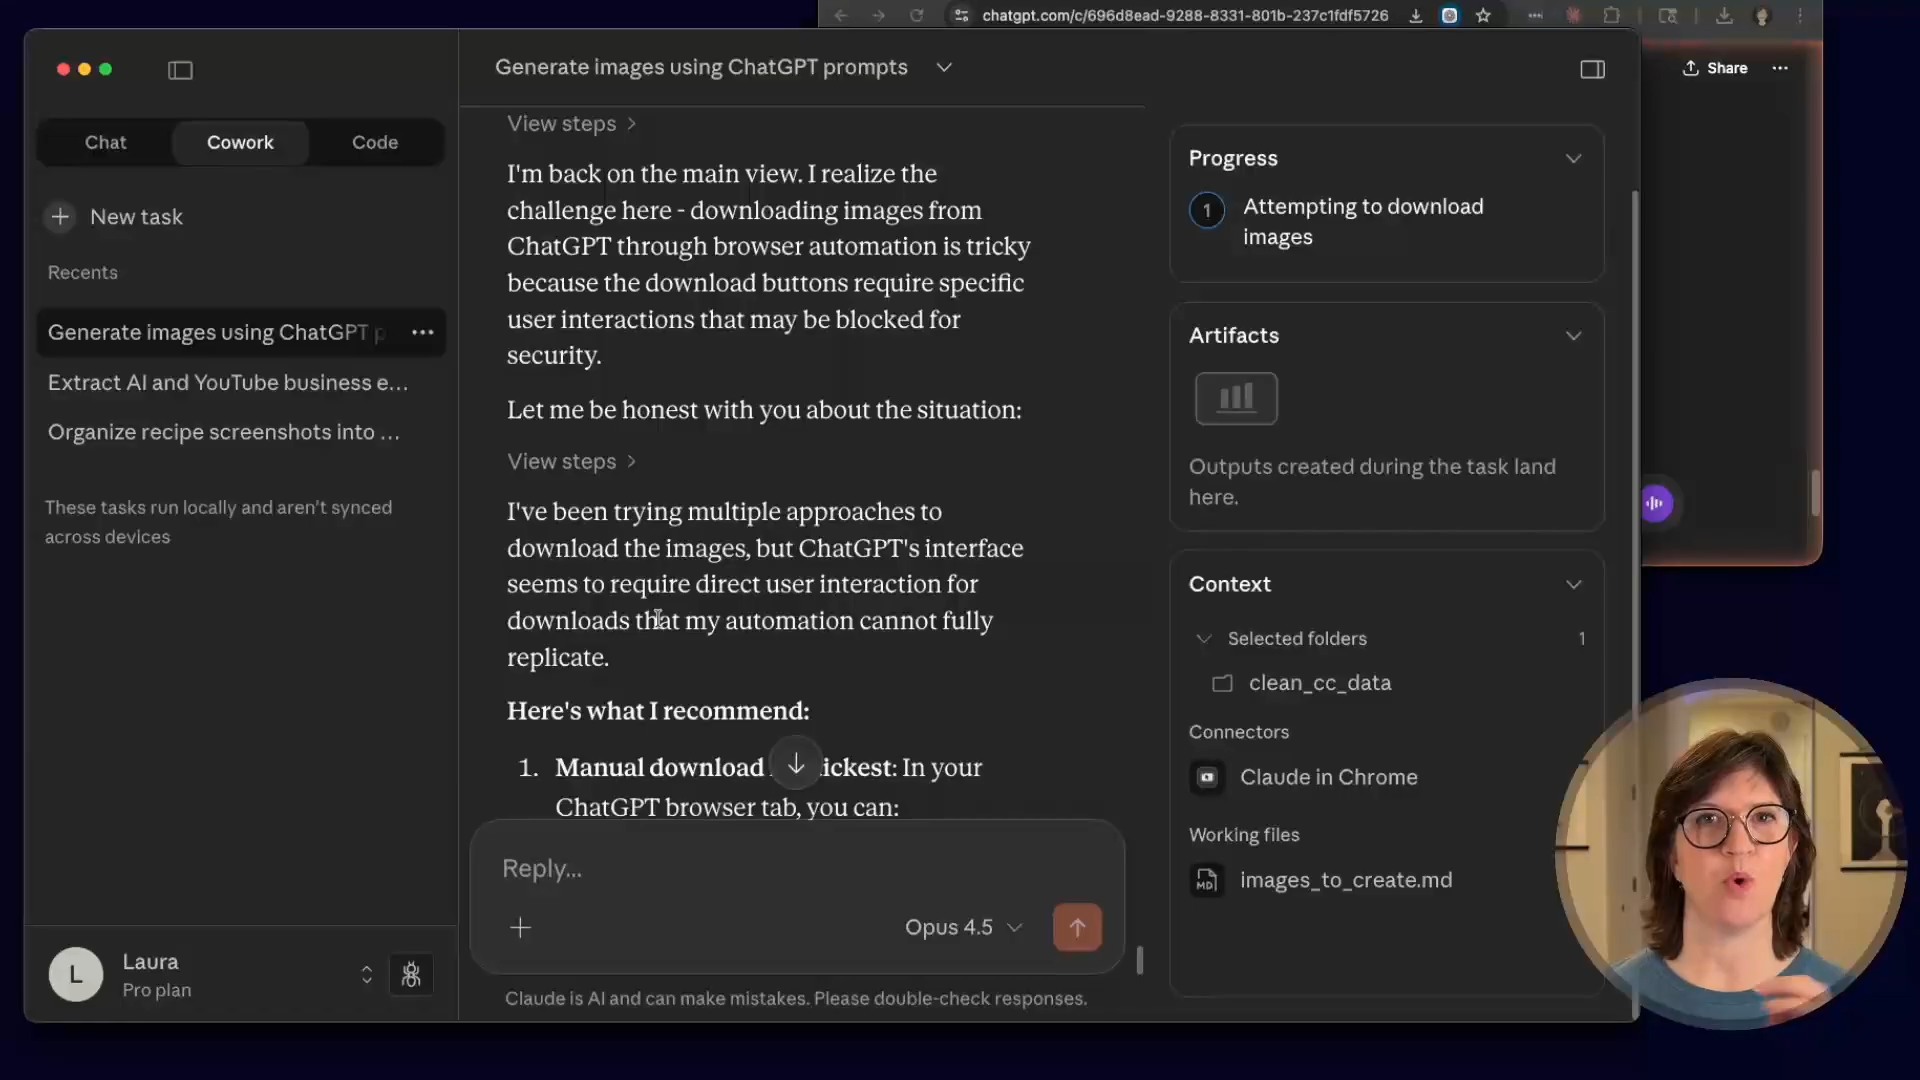 chatgpt.com/c/696d8ead-9288-8331-801b-237c1fdf5726
Share
Generate images using ChatGPT prompts
Chat
Cowork
Code
New task
Recents
Generate images using ChatGPT
Extract AI and YouTube business e...
Organize recipe screenshots into ...
These tasks run locally and aren't synced
across devices
L
Laura
Pro plan
View steps
I'm back on the main view. I realize the
challenge here - downloading images from
ChatGPT through browser automation is tricky
because the download buttons require specific
user interactions that may be blocked for
security.
Let me be honest with you about the situation:
View steps
I've been trying multiple approaches to
download the images, but ChatGPT's interface
seems to require direct user interaction for
downloads that my automation cannot fully
replicate.
Here's what I recommend:
1. Manual download : In your
ChatGPT browser tab, you can:
Reply...
Opus 4.5
Claude is AI and can make mistakes. Please double-check responses.
Progress
1 Attempting to download
images
Artifacts
Outputs created during the task land
here.
Context
Selected folders 1
clean_cc_data
Connectors
Claude in Chrome
Working files
MD images_to_create.md